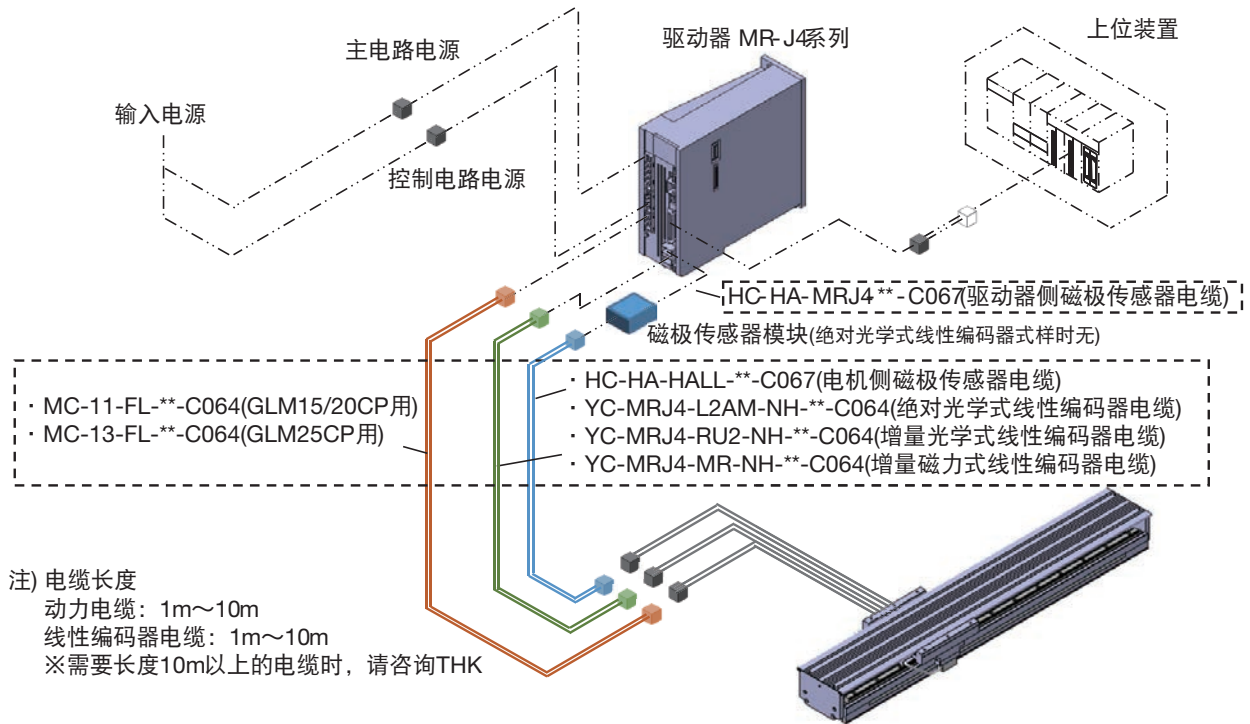 驱动器 MR-J4系列
上位装置
主电路电源
输入电源
控制电路电源
HC-HA-MRJ4-**-C067(驱动器侧磁极传感器电缆)
磁极传感器模块(绝对光学式线性编码器式样时无)
・HC-HA-HALL-**-C067(电机侧磁极传感器电缆)
・MC-11-FL-**-C064(GLM15/20CP用)
・YC-MRJ4-L2AM-NH-**-C064(绝对光学式线性编码器电缆)
・MC-13-FL-**-C064(GLM25CP用)
・YC-MRJ4-RU2-NH-**-C064(增量光学式线性编码器电缆)
・YC-MRJ4-MR-NH-**-C064(增量磁力式线性编码器电缆)
注) 电缆长度
动力电缆：1m～10m
线性编码器电缆：1m～10m
※需要长度10m以上的电缆时，请咨询THK